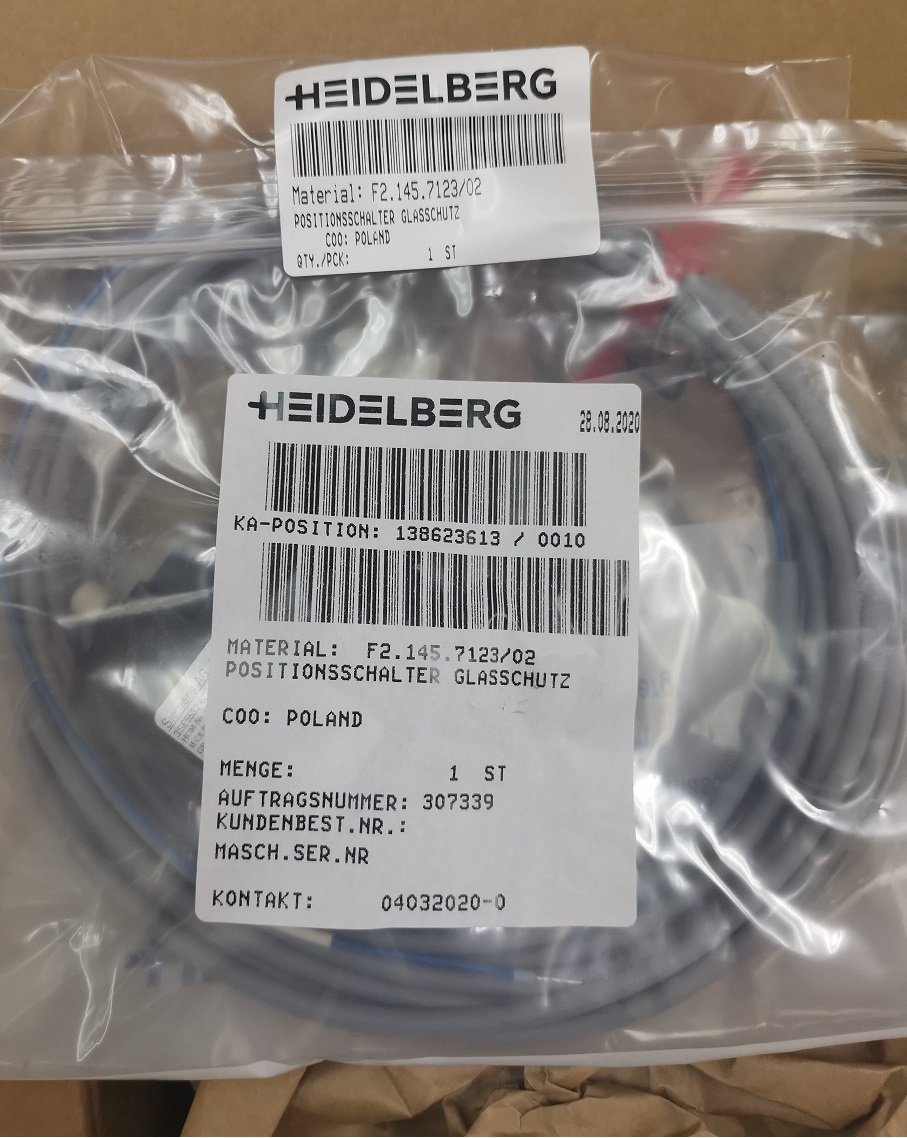 HEIDELBERG
Material: F2.145.7123/02
POSITIONSSCHALTER GLASSCHUTZ
COO: POLAND
QTY./PCK: 1 ST
HEIDELBERG
28.08.2020
KA-POSITION: 138623613 / 0010
MATERIAL: F2.145.7123/02
POSITIONSSCHALTER GLASSCHUTZ
COO: POLAND
MENGE: 1 ST
AUFTRAGSNUMMER: 307339
KUNDENBEST.NR.:
MASCH.SER.NR
KONTAKT: 04032020-0